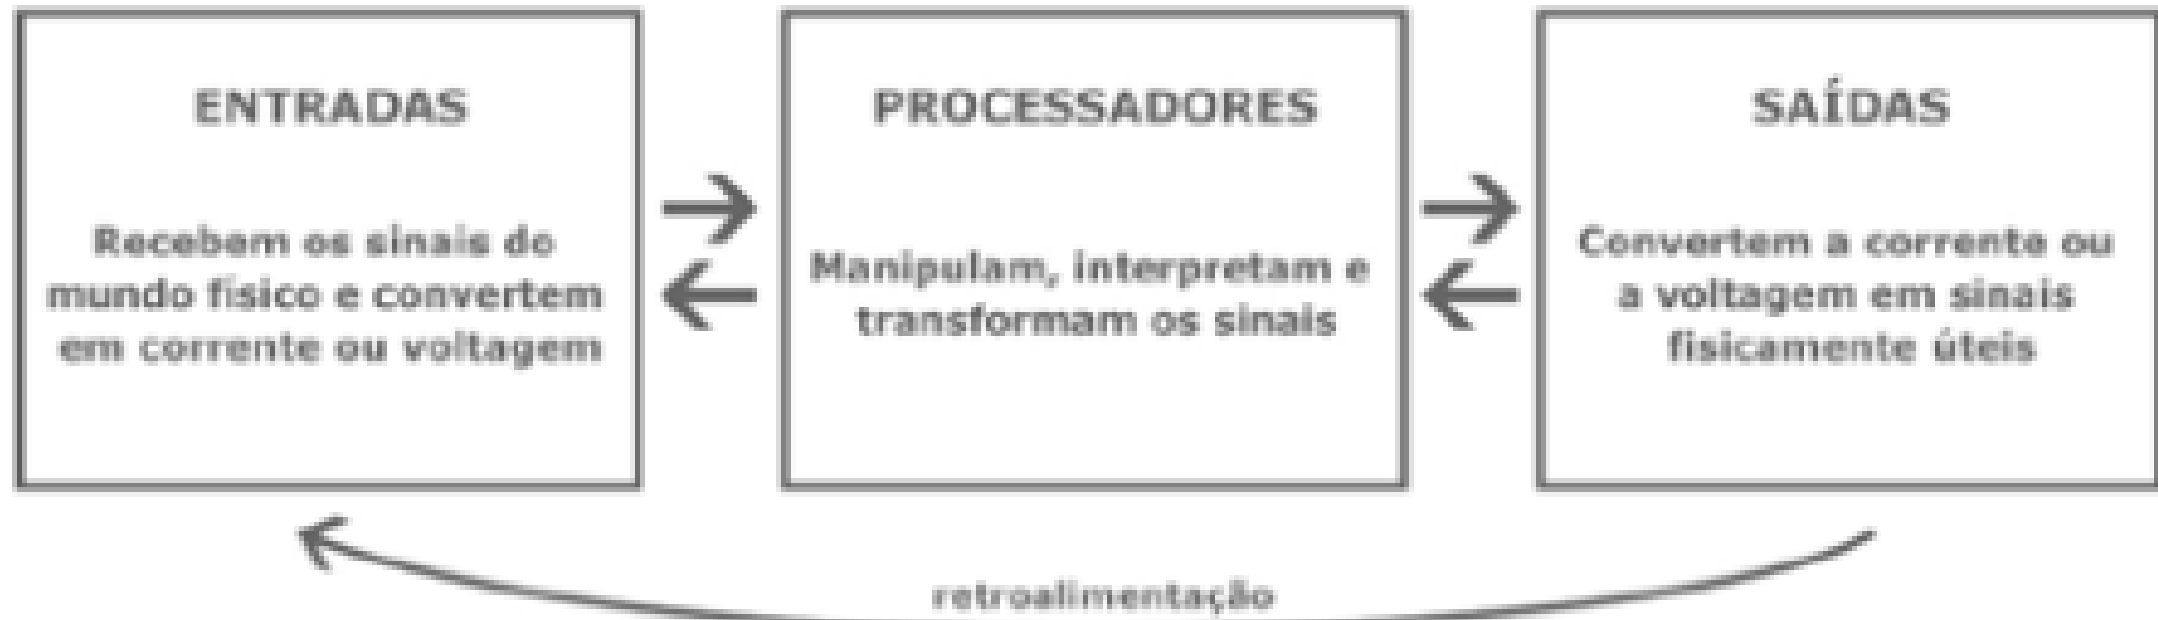 ENTRADAS
Recebem os sinais do
mundo físico e convertem
em corrente ou voltagem
PROCESSADORES
Manipulam, interpretam e
transformam os sinais
SAÍDAS
Convertem a corrente ou
a voltagem em sinais
fisicamente úteis
retroalimentação